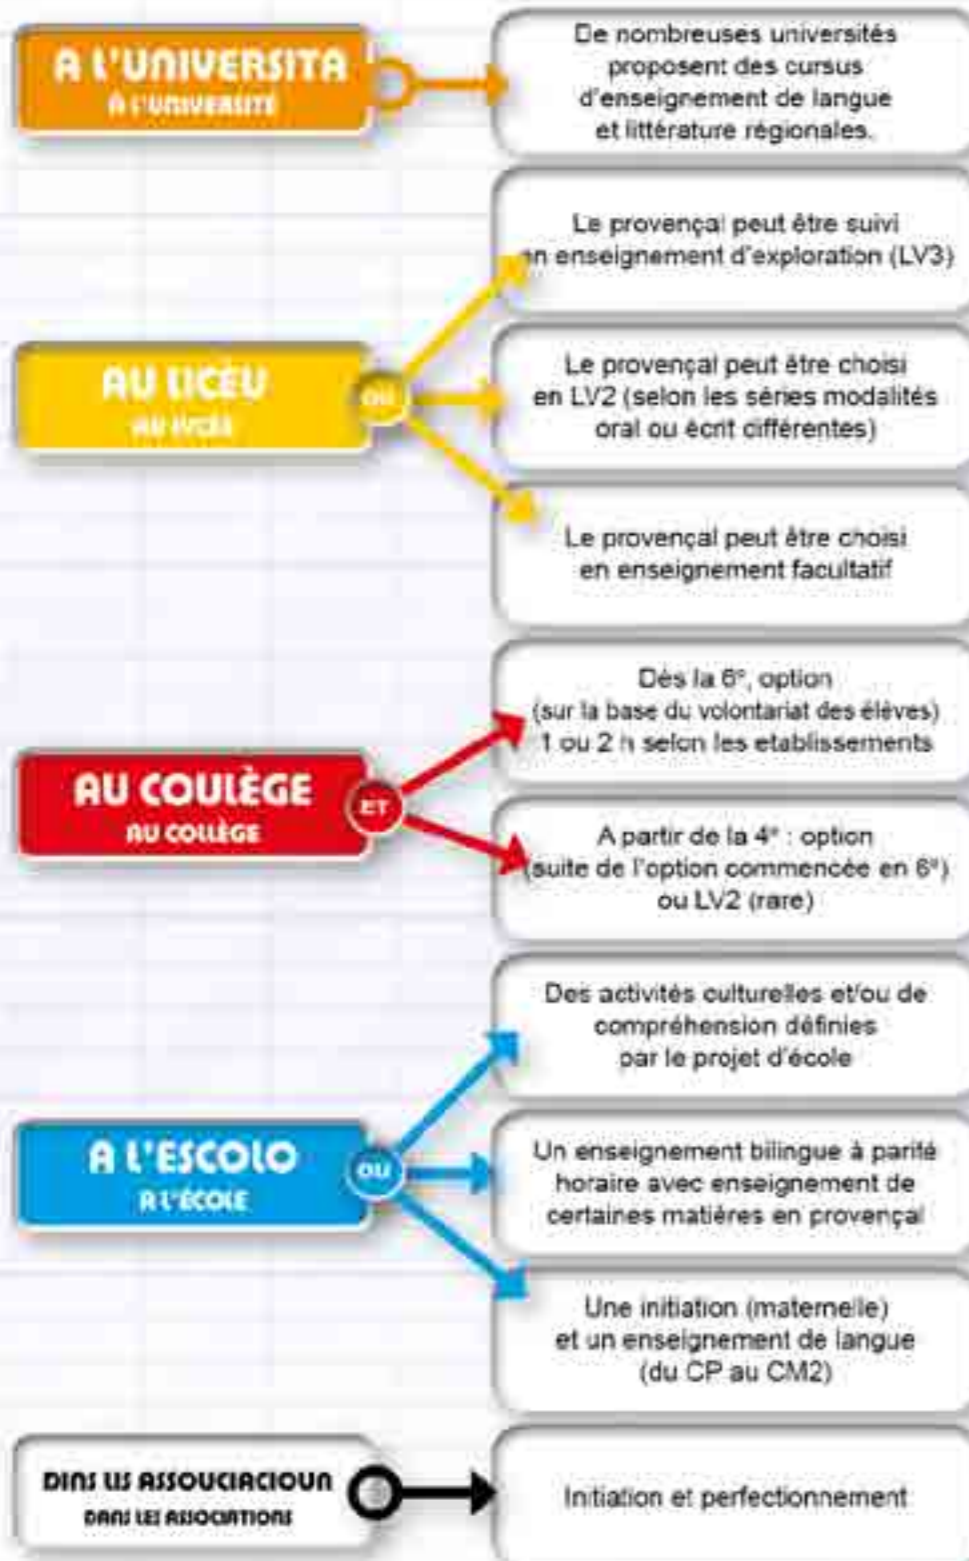 A L'UNIVERSITA
À L'UNIVERSITÉ
De nombreuses universités
proposent des cursus
d'enseignement de langue
et littérature régionales.
Le provençal peut être suivi
en enseignement d'exploration (LV3)
AU LICÈU
AU LYCÉE
OU
Le provençal peut être choisi
en LV2 (selon les séries modalités
oral ou écrit différentes)
Le provençal peut être choisi
en enseignement facultatif
Dès la 6e, option
(sur la base du volontariat des élèves)
1 ou 2 h selon les etablissements
AU COULÈGE
AU COLLÈGE
ET
A partir de la 4e : option
(suite de l'option commencée en 6e)
ou LV2 (rare)
Des activités culturelles et/ou de
compréhension définies
par le projet d'école
A L'ESCOLO
A L'ÉCOLE
OU
Un enseignement bilingue à parité
horaire avec enseignement de
certaines matières en provençal
Une initiation (maternelle)
et un enseignement de langue
(du CP au CM2)
DINS LIS ASSOUCIACIOUN
DANS LES ASSOCIATIONS
Initiation et perfectionnement